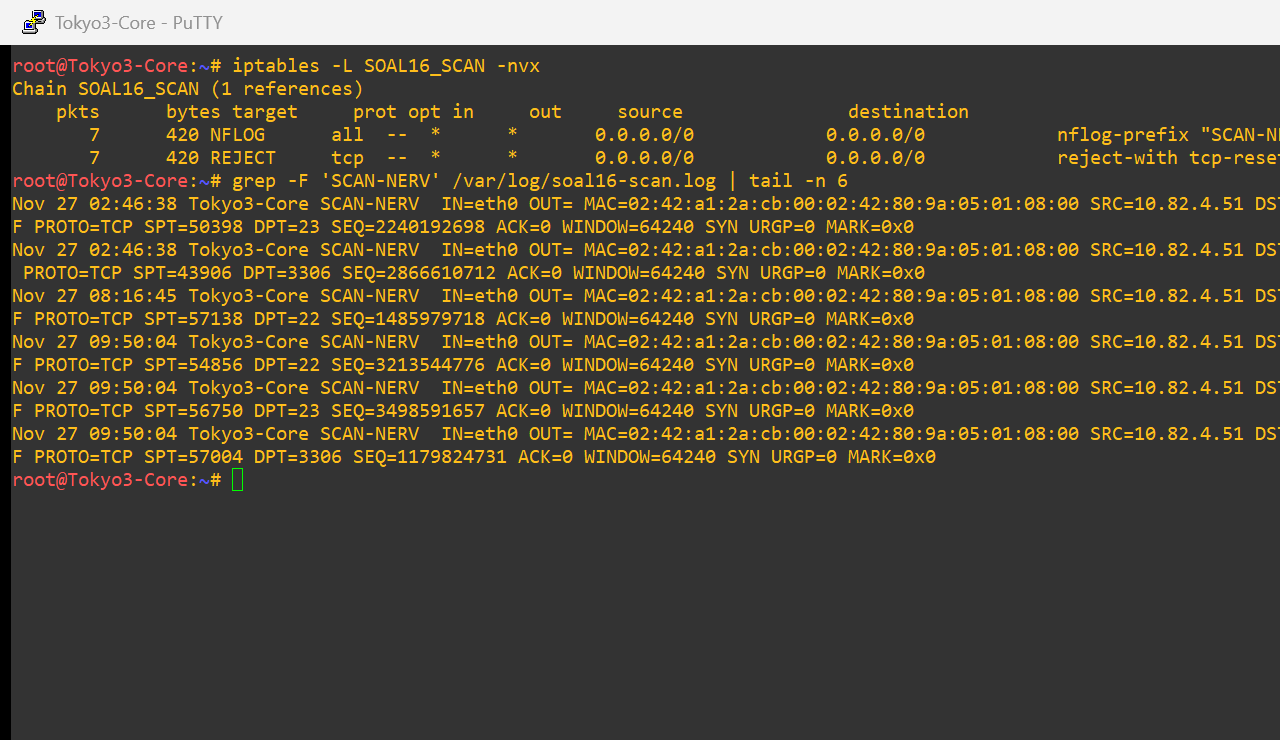 Tokyo3-Core - PuTTY
root@Tokyo3-Core:~# iptables -L SOAL16_SCAN -nvx
Chain SOAL16_SCAN (1 references)
    pkts      bytes target     prot opt in     out     source               destination
       7      420 NFLOG      all  --  *      *       0.0.0.0/0            0.0.0.0/0            nflog-prefix "SCAN-NE
       7      420 REJECT     tcp  --  *      *       0.0.0.0/0            0.0.0.0/0            reject-with tcp-reset
root@Tokyo3-Core:~# grep -F 'SCAN-NERV' /var/log/soal16-scan.log | tail -n 6
Nov 27 02:46:38 Tokyo3-Core SCAN-NERV  IN=eth0 OUT= MAC=02:42:a1:2a:cb:00:02:42:80:9a:05:01:08:00 SRC=10.82.4.51 DST
F PROTO=TCP SPT=50398 DPT=23 SEQ=2240192698 ACK=0 WINDOW=64240 SYN URGP=0 MARK=0x0
Nov 27 02:46:38 Tokyo3-Core SCAN-NERV  IN=eth0 OUT= MAC=02:42:a1:2a:cb:00:02:42:80:9a:05:01:08:00 SRC=10.82.4.51 DST
 PROTO=TCP SPT=43906 DPT=3306 SEQ=2866610712 ACK=0 WINDOW=64240 SYN URGP=0 MARK=0x0
Nov 27 08:16:45 Tokyo3-Core SCAN-NERV  IN=eth0 OUT= MAC=02:42:a1:2a:cb:00:02:42:80:9a:05:01:08:00 SRC=10.82.4.51 DST
F PROTO=TCP SPT=57138 DPT=22 SEQ=1485979718 ACK=0 WINDOW=64240 SYN URGP=0 MARK=0x0
Nov 27 09:50:04 Tokyo3-Core SCAN-NERV  IN=eth0 OUT= MAC=02:42:a1:2a:cb:00:02:42:80:9a:05:01:08:00 SRC=10.82.4.51 DST
F PROTO=TCP SPT=54856 DPT=22 SEQ=3213544776 ACK=0 WINDOW=64240 SYN URGP=0 MARK=0x0
Nov 27 09:50:04 Tokyo3-Core SCAN-NERV  IN=eth0 OUT= MAC=02:42:a1:2a:cb:00:02:42:80:9a:05:01:08:00 SRC=10.82.4.51 DST
F PROTO=TCP SPT=56750 DPT=23 SEQ=3498591657 ACK=0 WINDOW=64240 SYN URGP=0 MARK=0x0
Nov 27 09:50:04 Tokyo3-Core SCAN-NERV  IN=eth0 OUT= MAC=02:42:a1:2a:cb:00:02:42:80:9a:05:01:08:00 SRC=10.82.4.51 DST
F PROTO=TCP SPT=57004 DPT=3306 SEQ=1179824731 ACK=0 WINDOW=64240 SYN URGP=0 MARK=0x0
root@Tokyo3-Core:~#